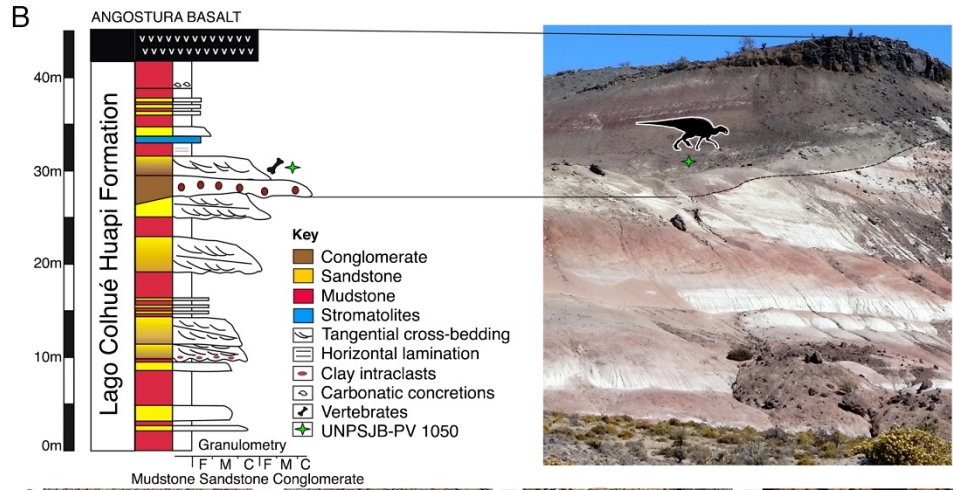 B
ANGOSTURA BASALT
40m
30m
20m
10m
0m
Lago Colhué Huapi Formation
Key
Conglomerate
Sandstone
Mudstone
Stromatolites
Tangential cross-bedding
Horizontal lamination
Clay intraclasts
Carbonatic concretions
Vertebrates
UNPSJB-PV 1050
Granulometry
F M C F M C
Mudstone Sandstone Conglomerate